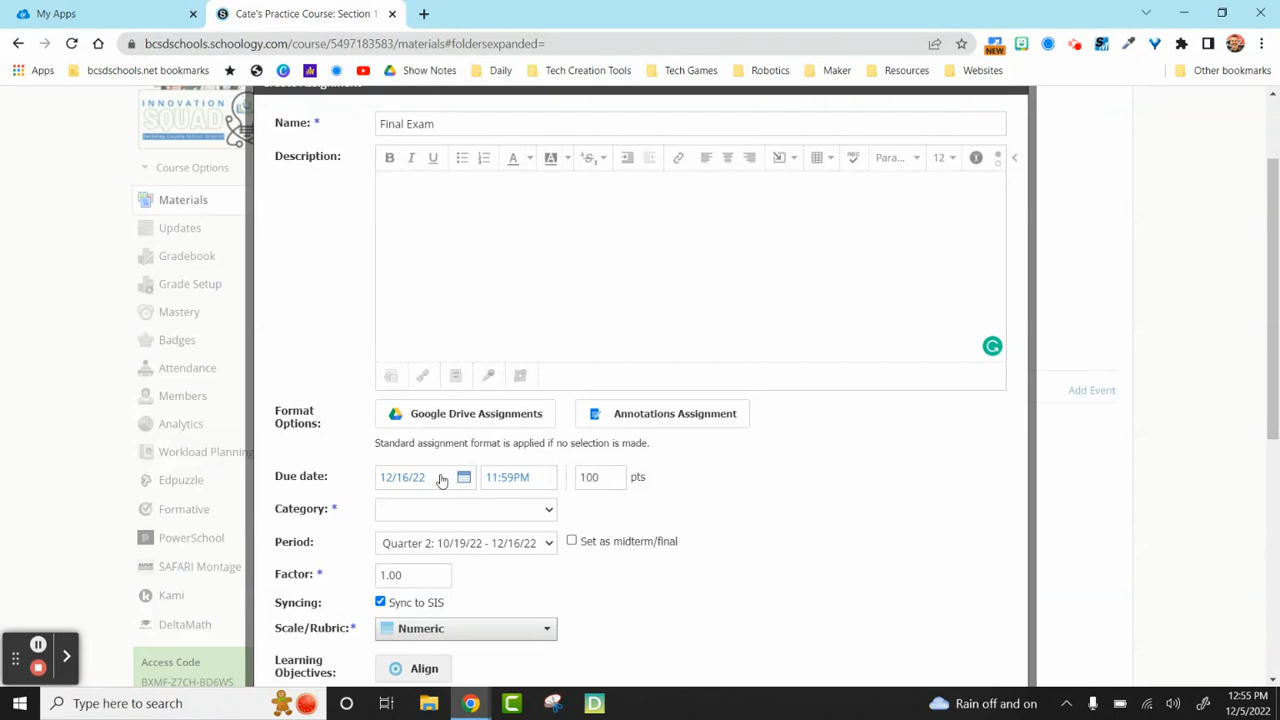 My Apps
Cate's Practice Course: Section 1
bcsdschools.schoology.com/course/5497183583/materials#foldersexpanded=
NEW
Apps
bcsdschools.net bookmarks
Show Notes
Daily
Tech Creation Tools
Tech Games
Robotics
Maker
Resources
Websites
Other bookmarks
INNOVATION
SQUAD
Course Options
Materials
Updates
Gradebook
Grade Setup
Mastery
Badges
Attendance
Members
Analytics
Workload Planning
Edpuzzle
Formative
PowerSchool
SAFARI Montage
Kami
DeltaMath
Access Code
BXMF-Z7CH-BD6WS
Create Assignment
Name: *
Final Exam
Description:
B I U
A
A
Para...
12
Add Event
Format Options:
Google Drive Assignments
Annotations Assignment
Standard assignment format is applied if no selection is made.
Due date:
12/16/22
11:59PM
100
pts
Category: *
Period:
Quarter 2: 10/19/22 - 12/16/22
Set as midterm/final
Factor: *
1.00
Syncing:
Sync to SIS
Scale/Rubric:*
Numeric
Learning Objectives:
Align
Type here to search
Rain off and on
12:55 PM
12/5/2022